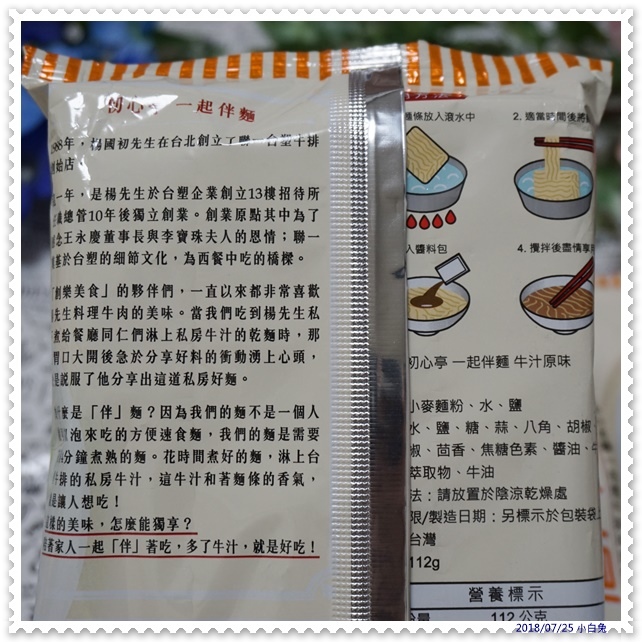 初心亭 一起伴麵
1988年，楊國初先生在台北創立了聯一台塑牛排
開始店
一年，是楊先生於台塑企業創立13樓招待所
總管10年後獨立創業。創業原點其中為了
念王永慶董事長與李寶珠夫人的恩情；聯一
基於台塑的細節文化，為西餐中吃的橋樑。
「創樂美食」的夥伴們，一直以來都非常喜歡
先生料理牛肉的美味。當我們吃到楊先生私
煮給餐廳同仁們淋上私房牛汁的乾麵時，那
胃口大開後急於分享好料的衝動湧上心頭，
是説服了他分享出這道私房好麵。
什麼是「伴」麵？因為我們的麵不是一個人
泡來吃的方便速食麵，我們的麵是需要
分鐘煮熟的麵。花時間煮好的麵，淋上台
牛排的私房牛汁，這牛汁和著麵條的香氣，
是讓人想吃！
樣的美味，怎麼能獨享？
著家人一起「伴」著吃，多了牛汁，就是好吃！
麵條放入滾水中
2. 適當時間後將
入醬料包
4. 攪拌後盡情享
初心亭 一起伴麵 牛汁原味
小麥麵粉、水、鹽
水、鹽、糖、蒜、八角、胡椒
椒、茴香、焦糖色素、醬油、牛
萃取物、牛油
法：請放置於陰涼乾燥處
限/製造日期：另標示於包裝袋上
台灣
112g
營養標示
份量 112 公克
2018/07/25 小白兔